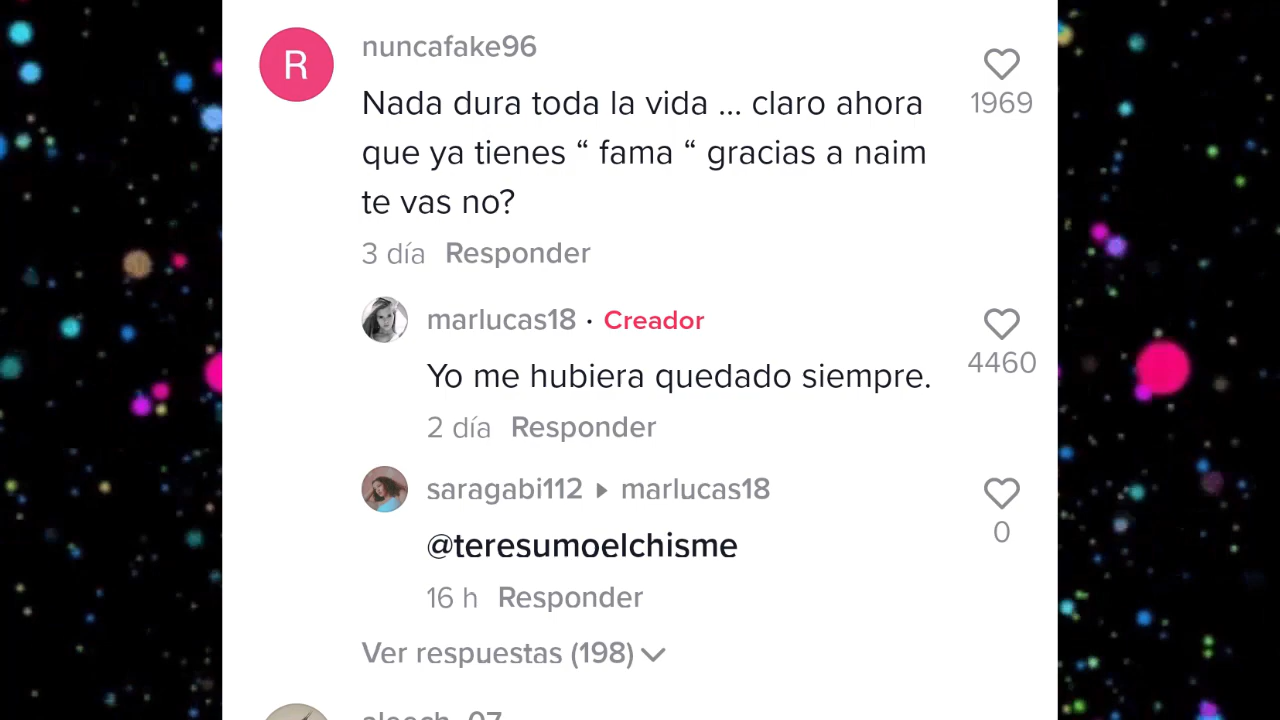 R
nuncafake96
Nada dura toda la vida ... claro ahora
que ya tienes “ fama “ gracias a naim
te vas no?
1969
3 día Responder
marlucas18 · Creador
Yo me hubiera quedado siempre.
4460
2 día Responder
saragabi112 ▸ marlucas18
@teresumoelchisme
0
16 h Responder
Ver respuestas (198)